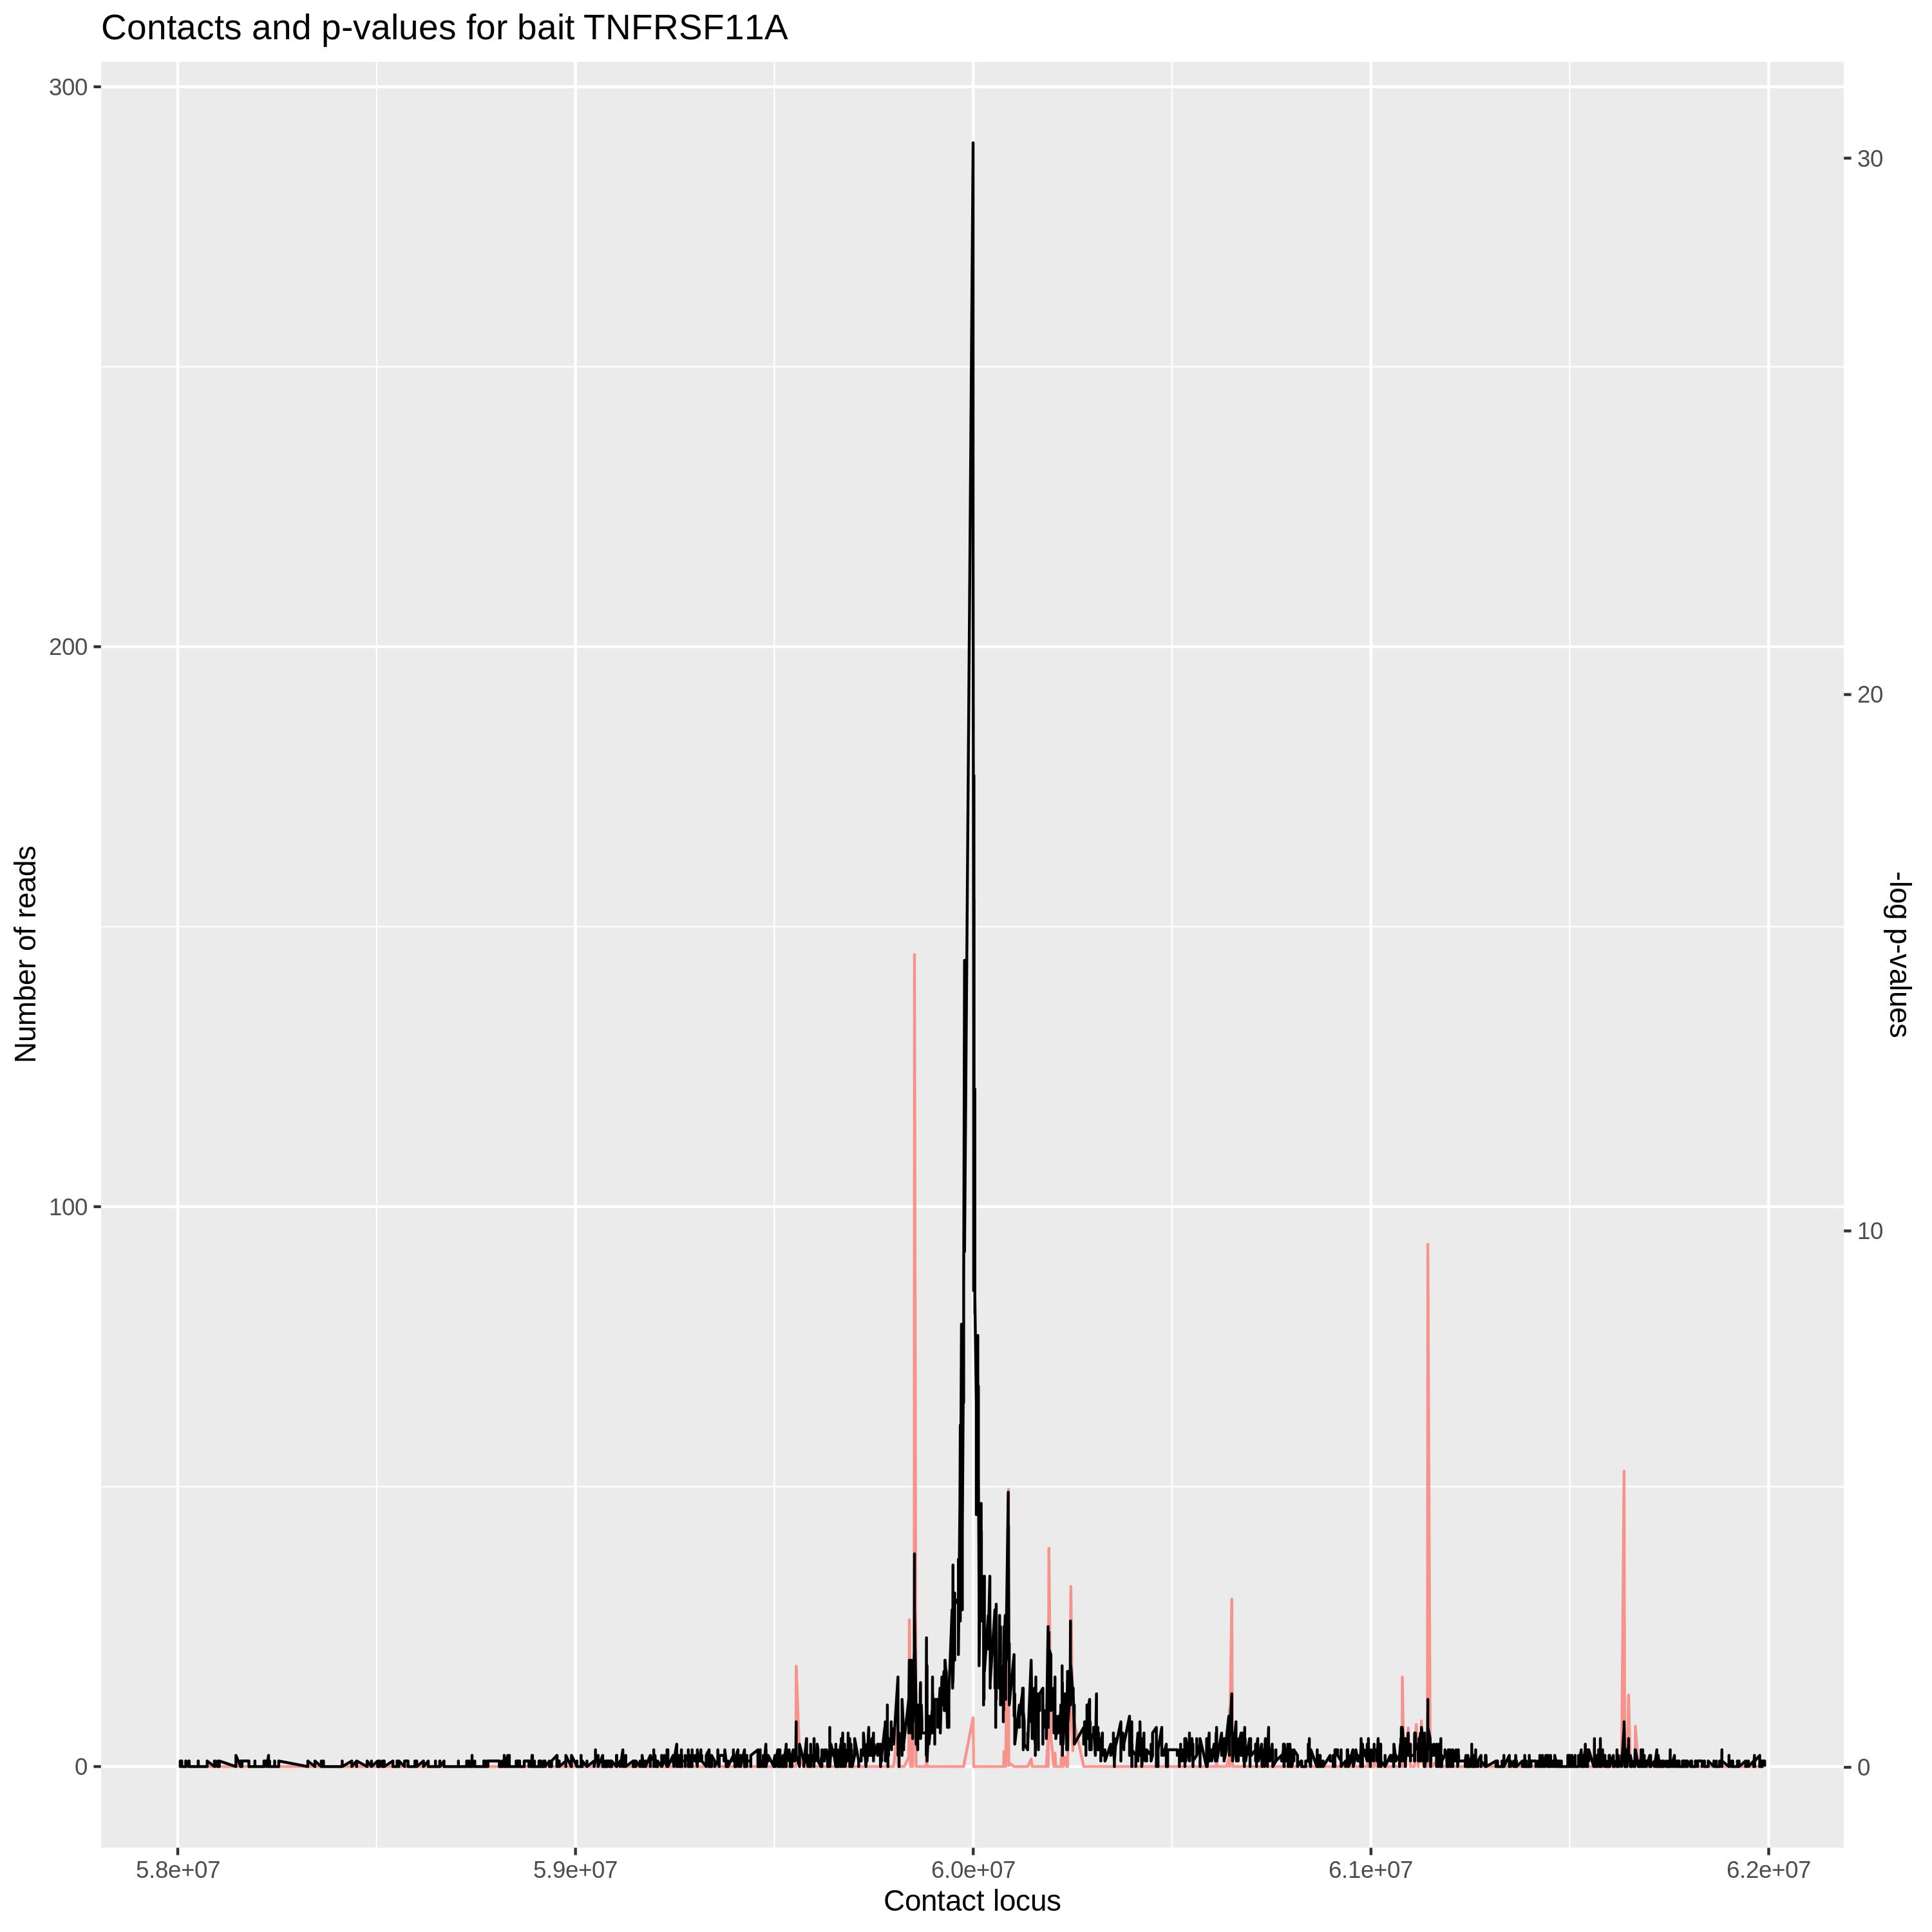 Contacts and p-values for bait TNFRSF11A
300
200
100
0
Number of reads
30
20
10
0
-log p-values
5.8e+07 5.9e+07 6.0e+07 6.1e+07 6.2e+07
Contact locus